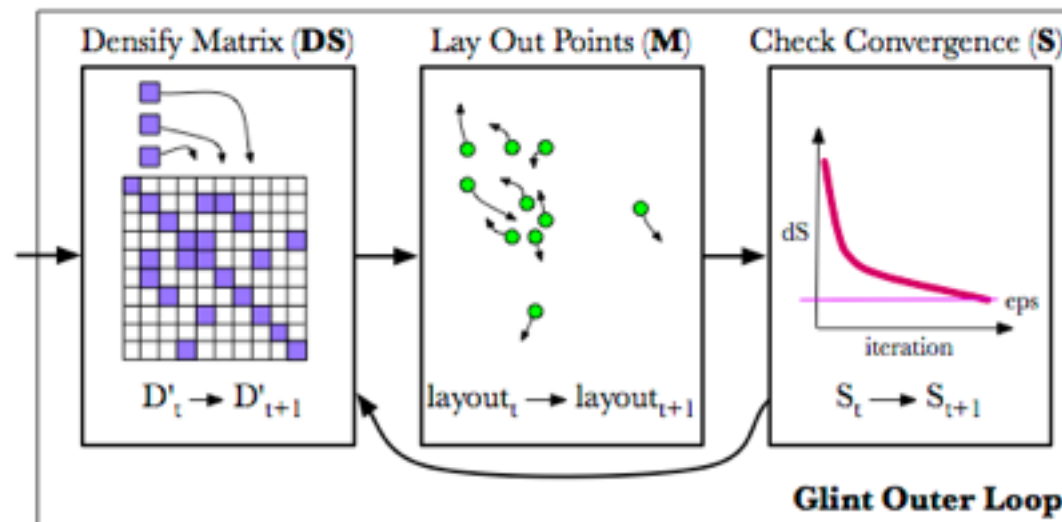 Densify Matrix (DS)
Lay Out Points (M)
Check Convergence (S)
dS
eps
iteration
D't → D't+1
layoutt → layoutt+1
St → St+1
Glint Outer Loop